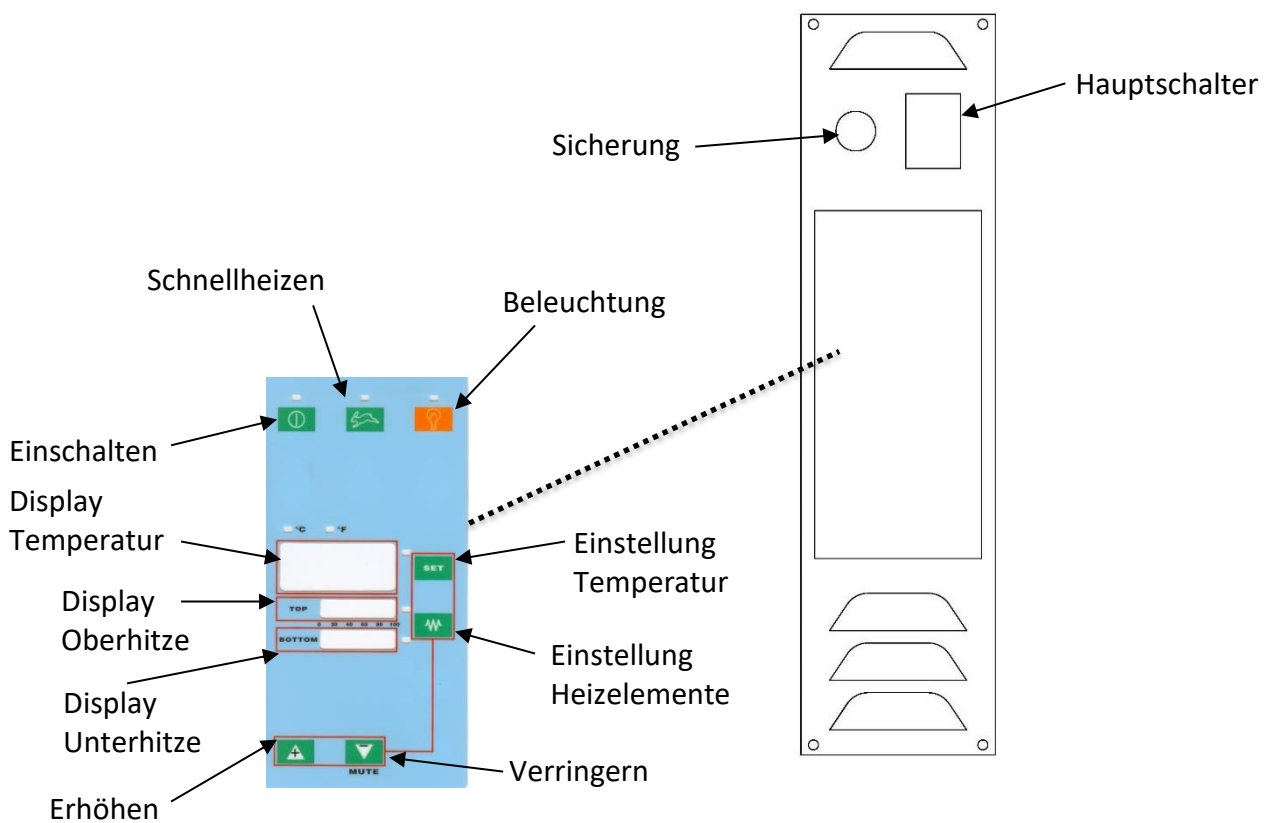 Hauptschalter
Sicherung
Schnellheizen
Beleuchtung
Einschalten
Display
Temperatur
°C °F
SET
Einstellung
Temperatur
Display
Oberhitze
TOP
0 20 40 60 80 100
BOTTOM
Einstellung
Heizelemente
Display
Unterhitze
+
-
MUTE
Verringern
Erhöhen